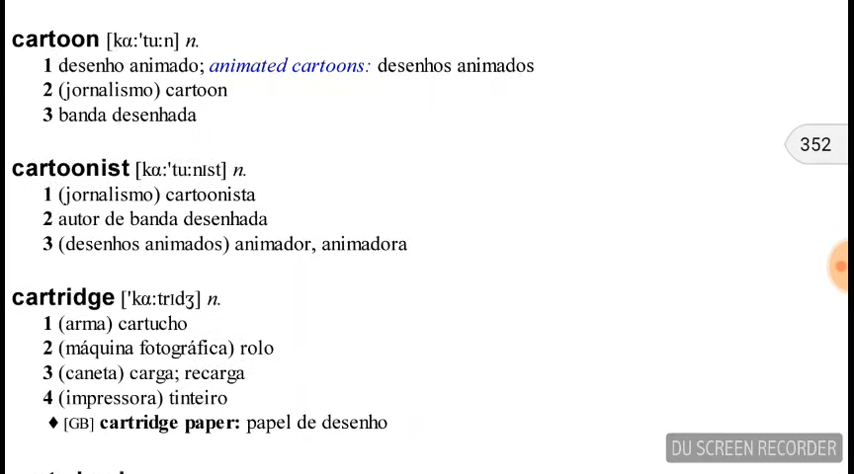 cartoon [kɑ:'tu:n] n.
1 desenho animado; animated cartoons: desenhos animados
2 (jornalismo) cartoon
3 banda desenhada
352
cartoonist [kɑ:'tu:nɪst] n.
1 (jornalismo) cartoonista
2 autor de banda desenhada
3 (desenhos animados) animador, animadora
cartridge ['kɑ:trɪdʒ] n.
1 (arma) cartucho
2 (máquina fotográfica) rolo
3 (caneta) carga; recarga
4 (impressora) tinteiro
♦ [GB] cartridge paper: papel de desenho
DU SCREEN RECORDER